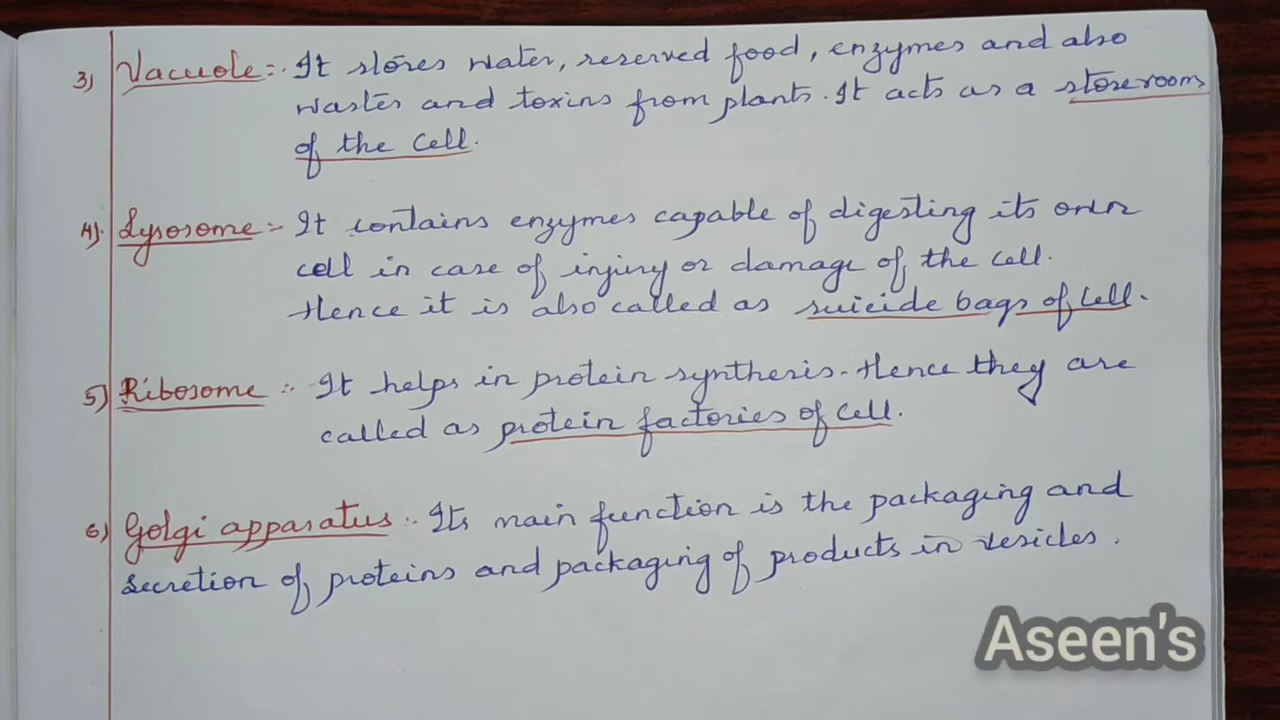 3) Vacuole:- It stores water, reserved food, enzymes and also
wastes and toxins from plants. It acts as a storeroom
of the cell.
4). Lysosome:- It contains enzymes capable of digesting its own
cell in case of injury or damage of the cell.
Hence it is also called as suicide bags of cell.
5) Ribosome :- It helps in protein synthesis. Hence they are
called as protein factories of cell.
6) Golgi apparatus :- Its main function is the packaging and
secretion of proteins and packaging of products in vesicles.
Aseen's